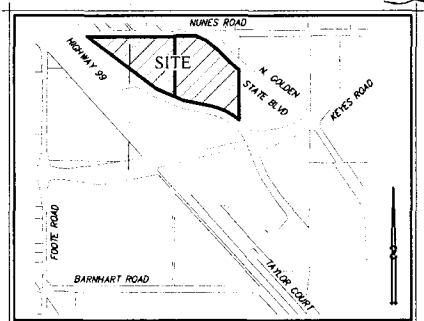 NUNES ROAD
HIGHWAY 99
SITE
N. GOLDEN
STATE BLVD
KEYES ROAD
FOOTE ROAD
TAYLOR COURT
BARNHART ROAD